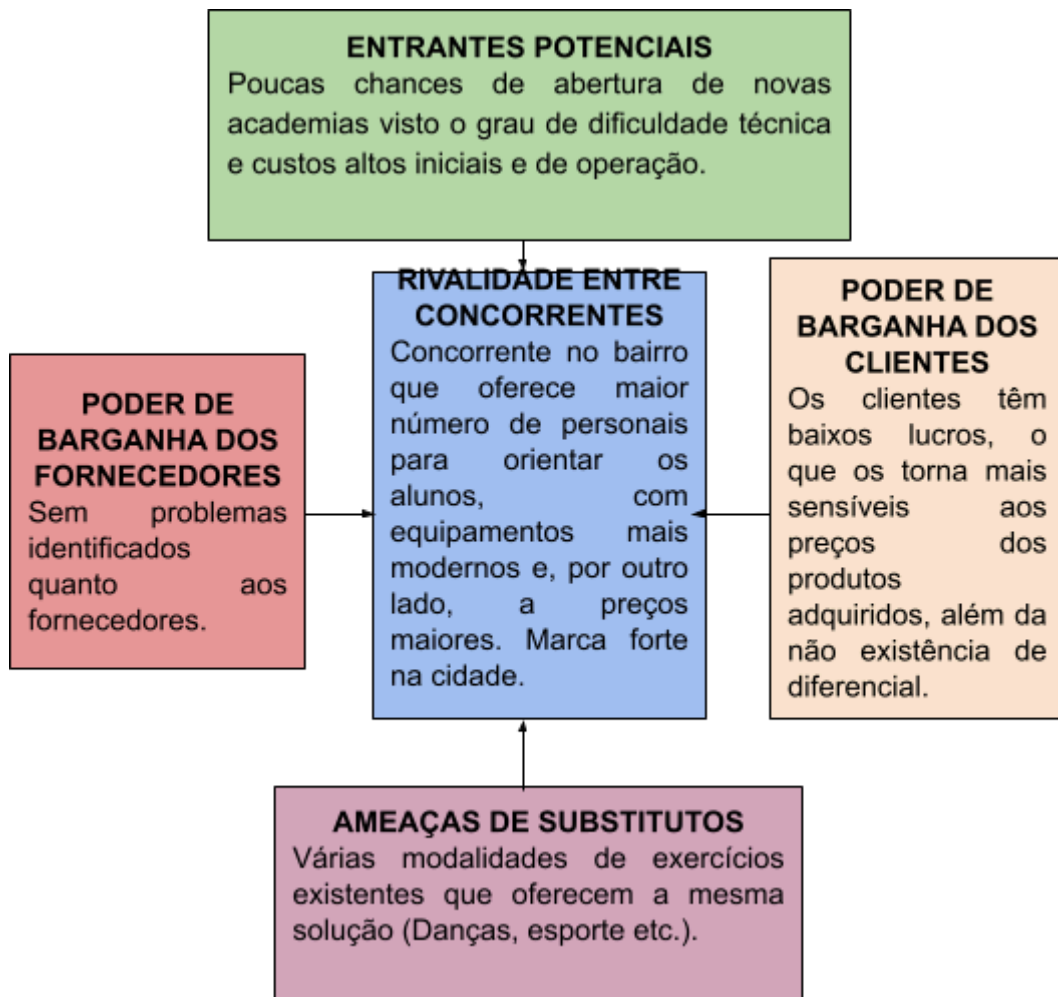 ENTRANTES POTENCIAIS
Poucas chances de abertura de novas
academias visto o grau de dificuldade técnica
e custos altos iniciais e de operação.
PODER DE
BARGANHA DOS
FORNECEDORES
Sem problemas
identificados
quanto aos
fornecedores.
RIVALIDADE ENTRE
CONCORRENTES
Concorrente no bairro
que oferece maior
número de personais
para orientar os
alunos, com
equipamentos mais
modernos e, por outro
lado, a preços
maiores. Marca forte
na cidade.
PODER DE
BARGANHA DOS
CLIENTES
Os clientes têm
baixos lucros, o
que os torna mais
sensíveis aos
preços dos
produtos
adquiridos, além da
não existência de
diferencial.
AMEAÇAS DE SUBSTITUTOS
Várias modalidades de exercícios
existentes que oferecem a mesma
solução (Danças, esporte etc.).